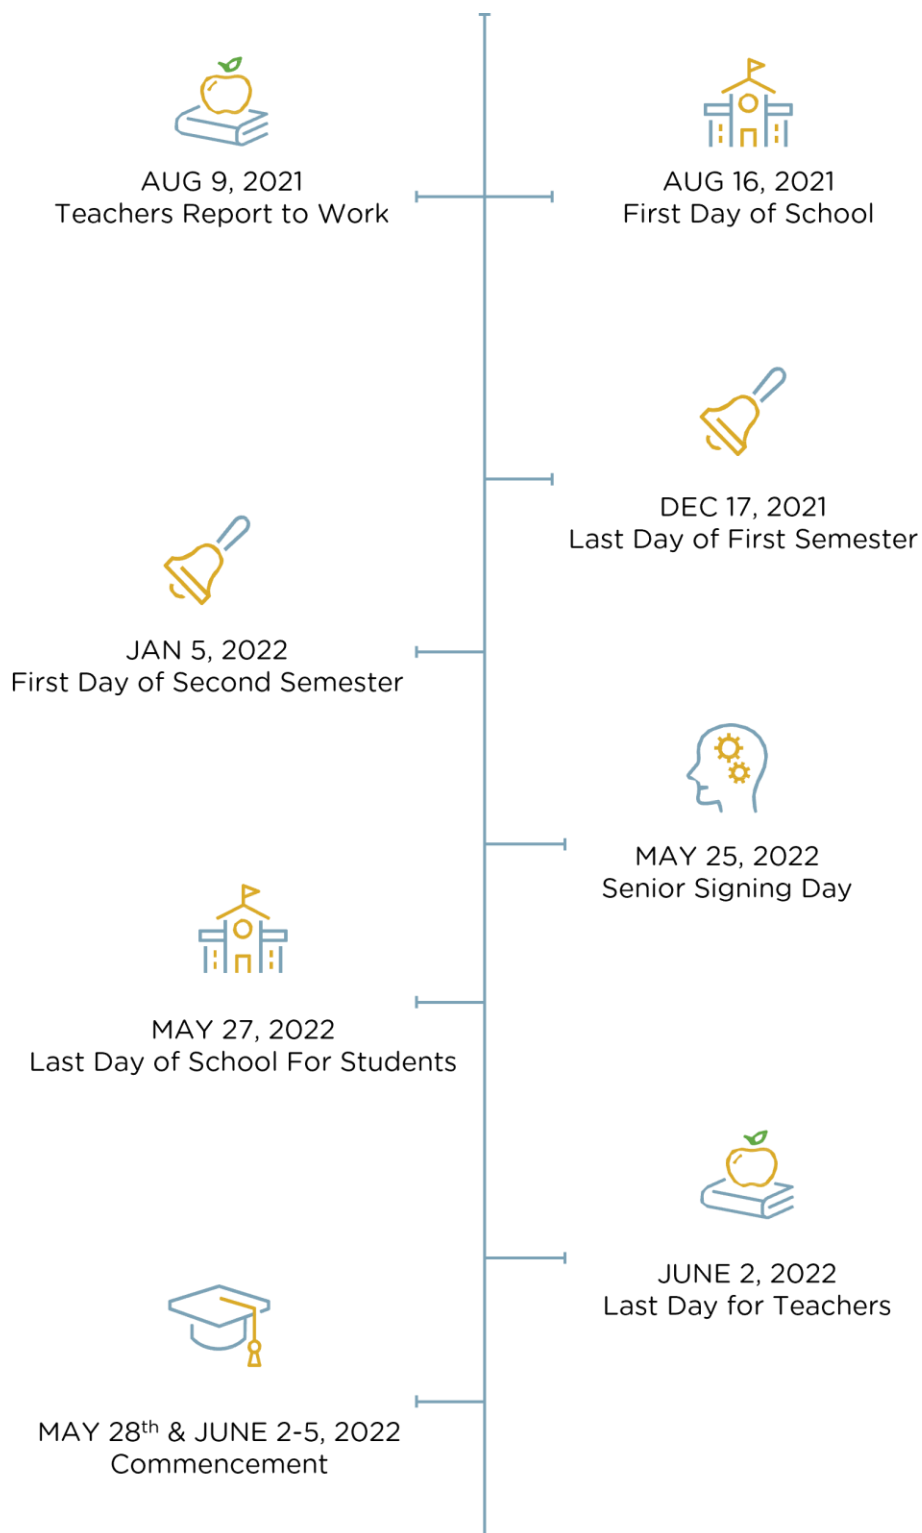 AUG 9, 2021
Teachers Report to Work
AUG 16, 2021
First Day of School
DEC 17, 2021
Last Day of First Semester
JAN 5, 2022
First Day of Second Semester
MAY 25, 2022
Senior Signing Day
MAY 27, 2022
Last Day of School For Students
JUNE 2, 2022
Last Day for Teachers
MAY 28th & JUNE 2-5, 2022
Commencement